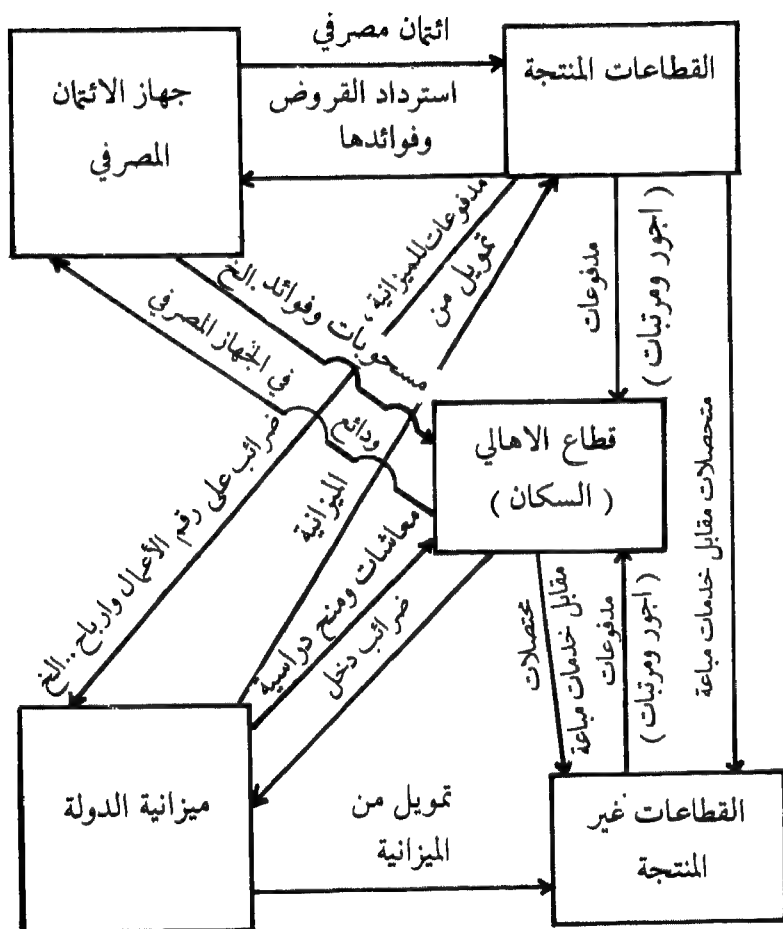 ائتمان مصرفي
القطاعات المنتجة
جهاز الائتمان
المصرفي
استرداد القروض
وفوائدها
مدفوعات للميزانية ،
ضرائب على رقم الأعمال وارباح ..الخ
تمويل من
الميزانية
مسحوبات وفوائد..الخ
ودائع
في الجهاز المصرفي
مدفوعات
( اجور ومرتبات )
متحصلات مقابل خدمات مباعة
قطاع الاهالي
( السكان )
معاشات ومنح دراسية
ضرائب دخل
محتصلات
مقابل خدمات مباعة
مدفوعات
( اجور ومرتبات )
ميزانية الدولة
تمويل من
الميزانية
القطاعات غير
المنتجة